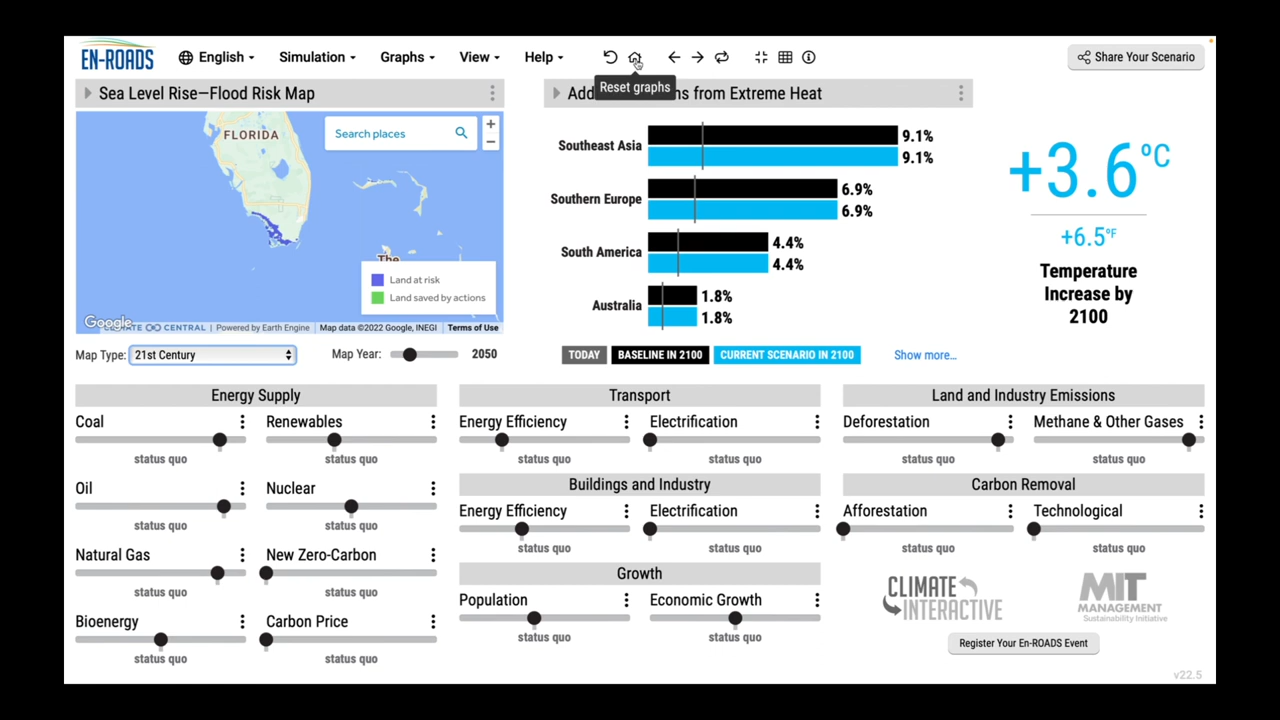 EN-ROADS
English
Simulation
Graphs
View
Help
Share Your Scenario
Reset graphs
Sea Level Rise–Flood Risk Map
FLORIDA
Search places
+
−
The
Land at risk
Land saved by actions
Google
CENTRAL | Powered by Earth Engine | Map data ©2022 Google, INEGI | Terms of Use
Map Type: 21st Century
Map Year: 2050
from Extreme Heat
Southeast Asia
9.1%
9.1%
Southern Europe
6.9%
6.9%
South America
4.4%
4.4%
Australia
1.8%
1.8%
TODAY BASELINE IN 2100 CURRENT SCENARIO IN 2100 Show more...
+3.6°C
+6.5°F
Temperature
Increase by
2100
Energy Supply
Coal
status quo
Renewables
status quo
Oil
status quo
Nuclear
status quo
Natural Gas
status quo
New Zero-Carbon
status quo
Bioenergy
status quo
Carbon Price
status quo
Transport
Energy Efficiency
status quo
Electrification
status quo
Buildings and Industry
Energy Efficiency
status quo
Electrification
status quo
Growth
Population
status quo
Economic Growth
status quo
Land and Industry Emissions
Deforestation
status quo
Methane & Other Gases
status quo
Carbon Removal
Afforestation
status quo
Technological
status quo
CLIMATE
INTERACTIVE
MIT
MANAGEMENT
Sustainability Initiative
Register Your En-ROADS Event
v22.5